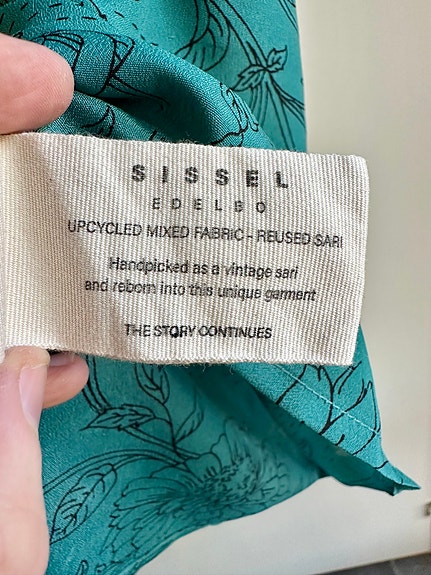 SISSEL
EDELBO
UPCYCLED MIXED FABRIC - REUSED SARI
Handpicked as a vintage sari
and reborn into this unique garment
THE STORY CONTINUES